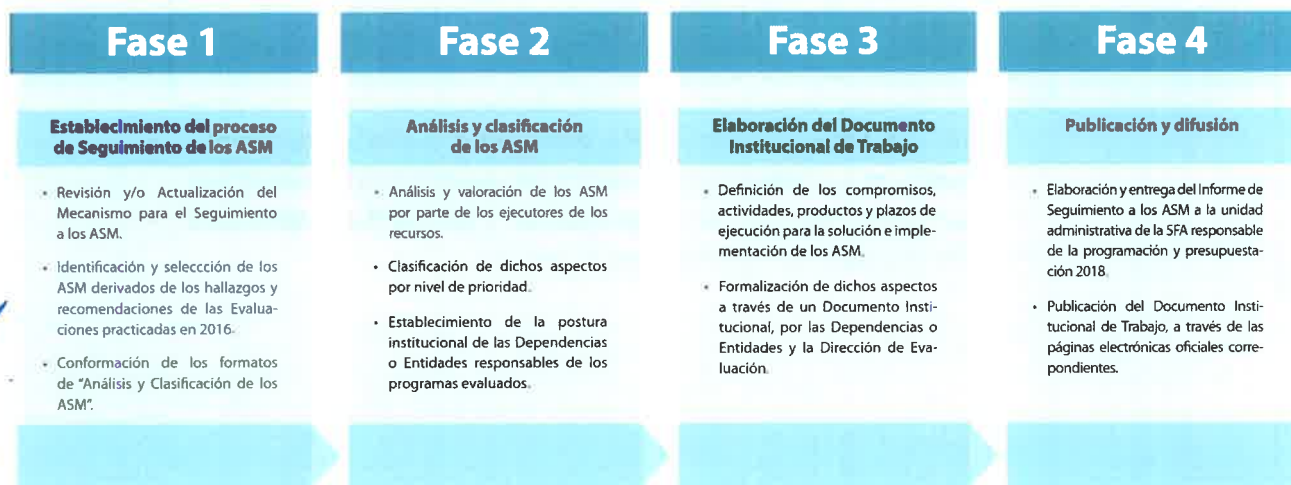 Fase 1
Establecimiento del proceso
de Seguimiento de los ASM
• Revisión y/o Actualización del
Mecanismo para el Seguimiento
a los ASM.
• Identificación y seleccción de los
ASM derivados de los hallazgos y
recomendaciones de las Evalua-
ciones practicadas en 2016.
• Conformación de los formatos
de "Análisis y Clasificación de los
ASM".
Fase 2
Análisis y clasificación
de los ASM
• Análisis y valoración de los ASM
por parte de los ejecutores de los
recursos.
• Clasificación de dichos aspectos
por nivel de prioridad.
• Establecimiento de la postura
institucional de las Dependencias
o Entidades responsables de los
programas evaluados.
Fase 3
Elaboración del Documento
Institucional de Trabajo
• Definición de los compromisos,
actividades, productos y plazos de
ejecución para la solución e imple-
mentación de los ASM.
• Formalización de dichos aspectos
a través de un Documento Insti-
tucional, por las Dependencias o
Entidades y la Dirección de Eva-
luación.
Fase 4
Publicación y difusión
• Elaboración y entrega del Informe de
Seguimiento a los ASM a la unidad
administrativa de la SFA responsable
de la programación y presupuesta-
ción 2018.
• Publicación del Documento Insti-
tucional de Trabajo, a través de las
páginas electrónicas oficiales corre-
pondientes.